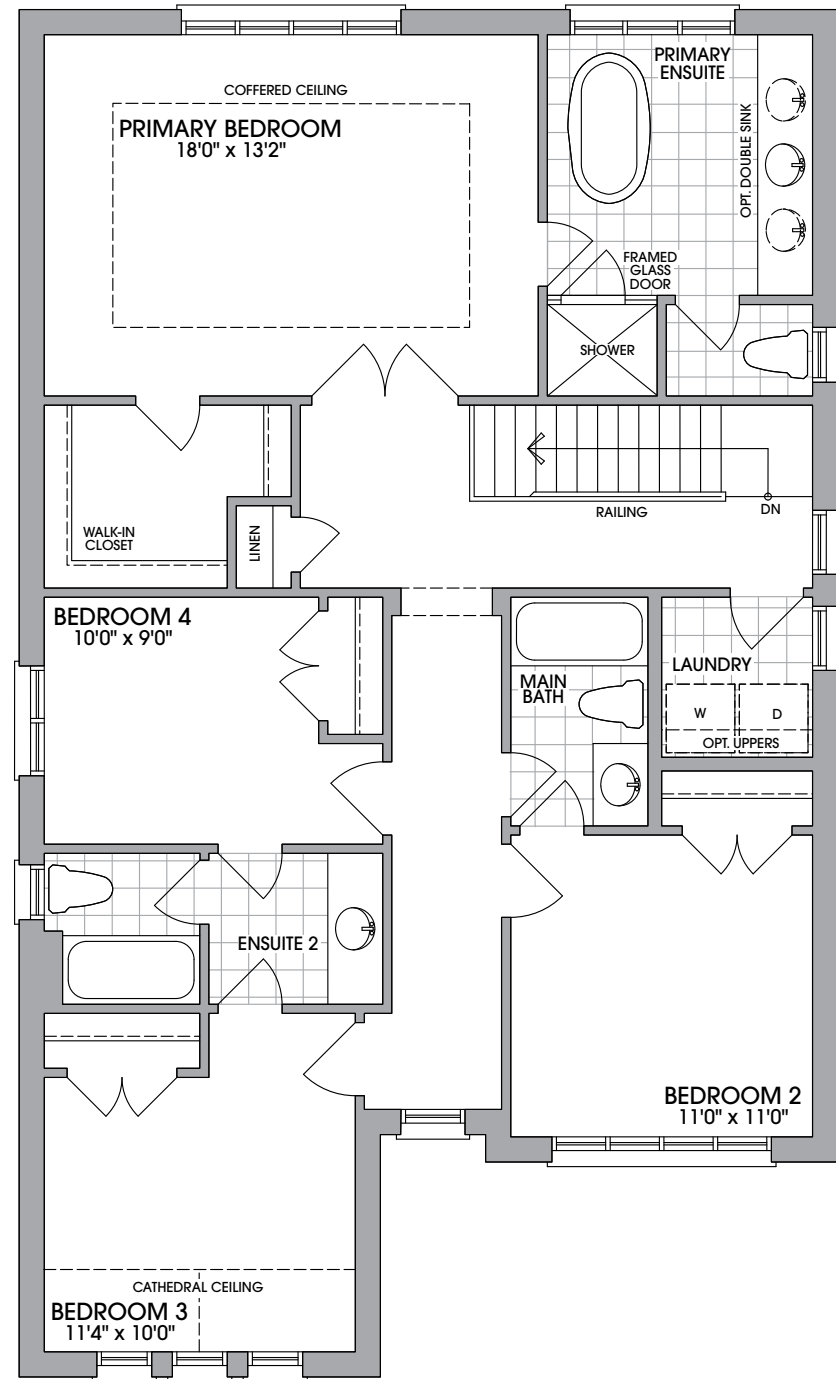 COFFERED CEILING
PRIMARY BEDROOM
18'0" x 13'2"
PRIMARY
ENSUITE
OPT. DOUBLE SINK
FRAMED
GLASS
DOOR
SHOWER
WALK-IN
CLOSET
LINEN
RAILING
DN
BEDROOM 4
10'0" x 9'0"
MAIN
BATH
LAUNDRY
W
D
OPT. UPPERS
ENSUITE 2
BEDROOM 2
11'0" x 11'0"
CATHEDRAL CEILING
BEDROOM 3
11'4" x 10'0"